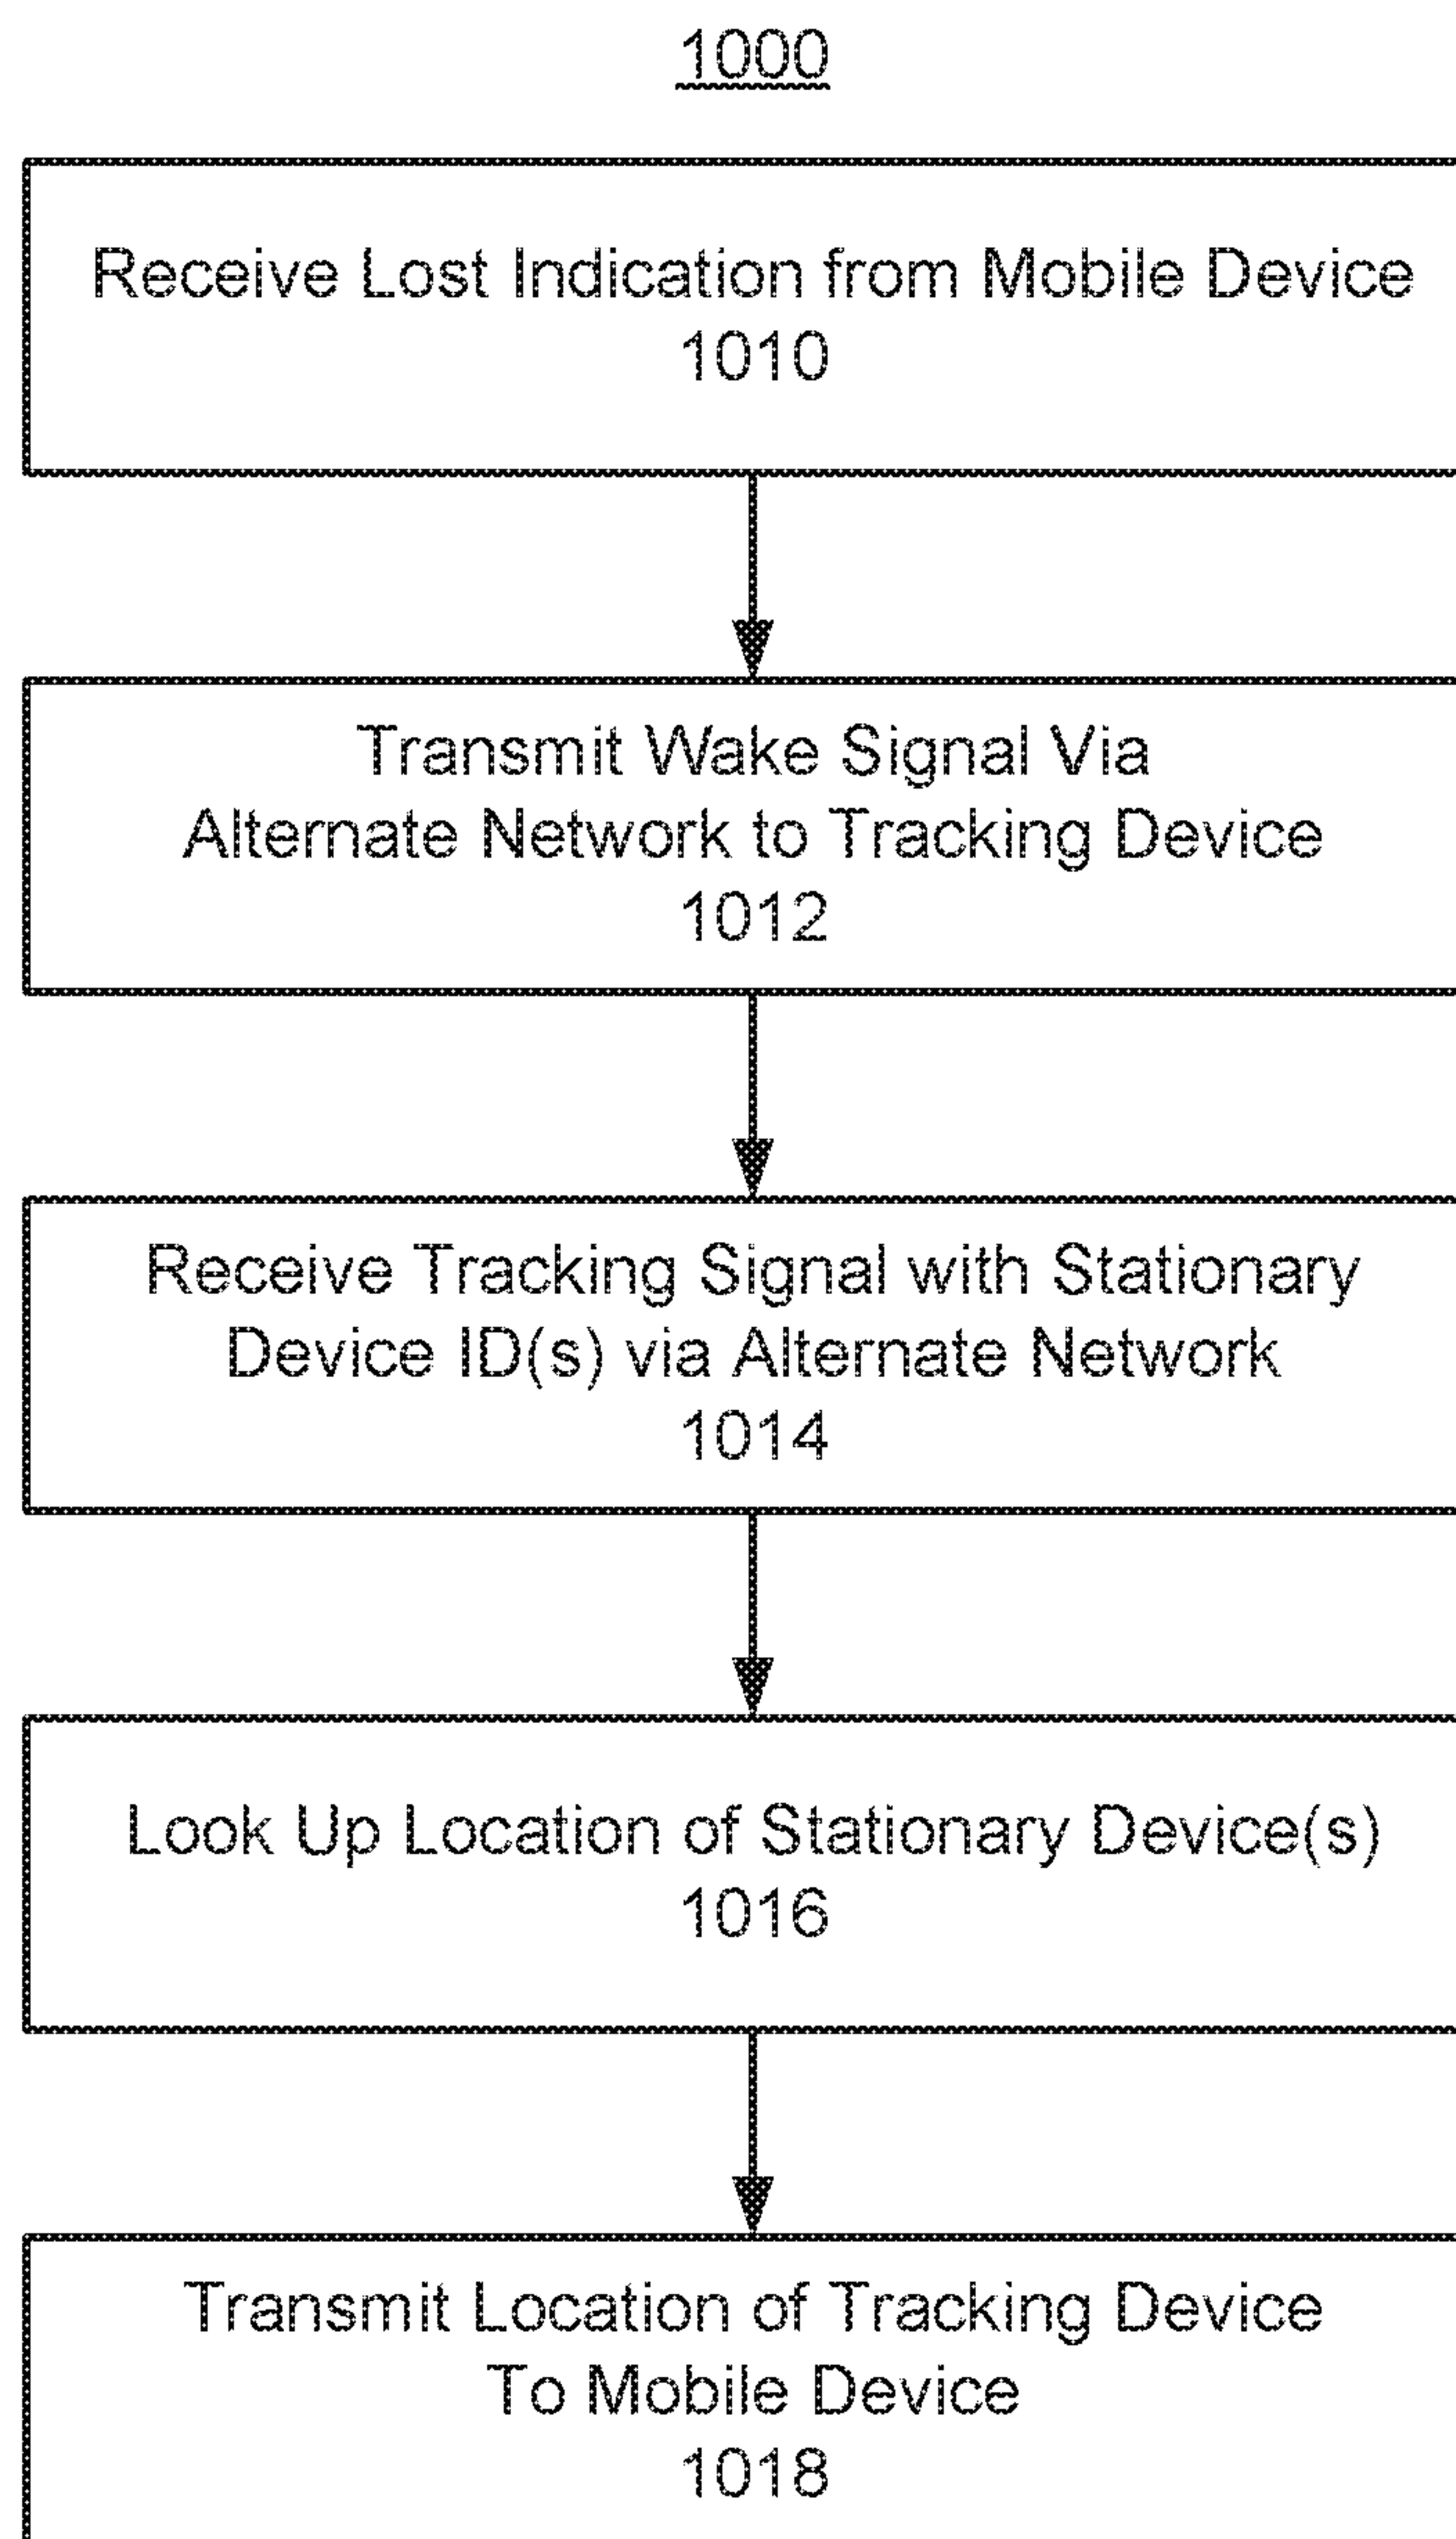 1000
Receive Lost Indication from Mobile Device
1010
Transmit Wake Signal Via
Alternate Network to Tracking Device
1012
Receive Tracking Signal with Stationary
Device ID(s) via Alternate Network
1014
Look Up Location of Stationary Device(s)
1016
Transmit Location of Tracking Device
To Mobile Device
1018